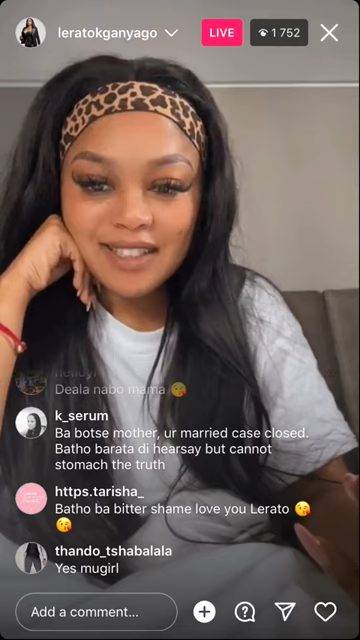 leratokganyago
LIVE
1 752
Deala nabo mama
k_serum
Ba botse mother, ur married case closed.
Batho barata di hearsay but cannot
stomach the truth
https.tarisha_
Batho ba bitter shame love you Lerato 😘
😘
thando_tshabalala
Yes mugirl
Add a comment...